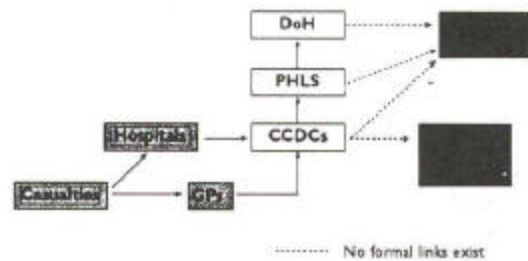 DoH
PHLS
Hospitals
CCDCs
Casualties
GPs
No formal links exist